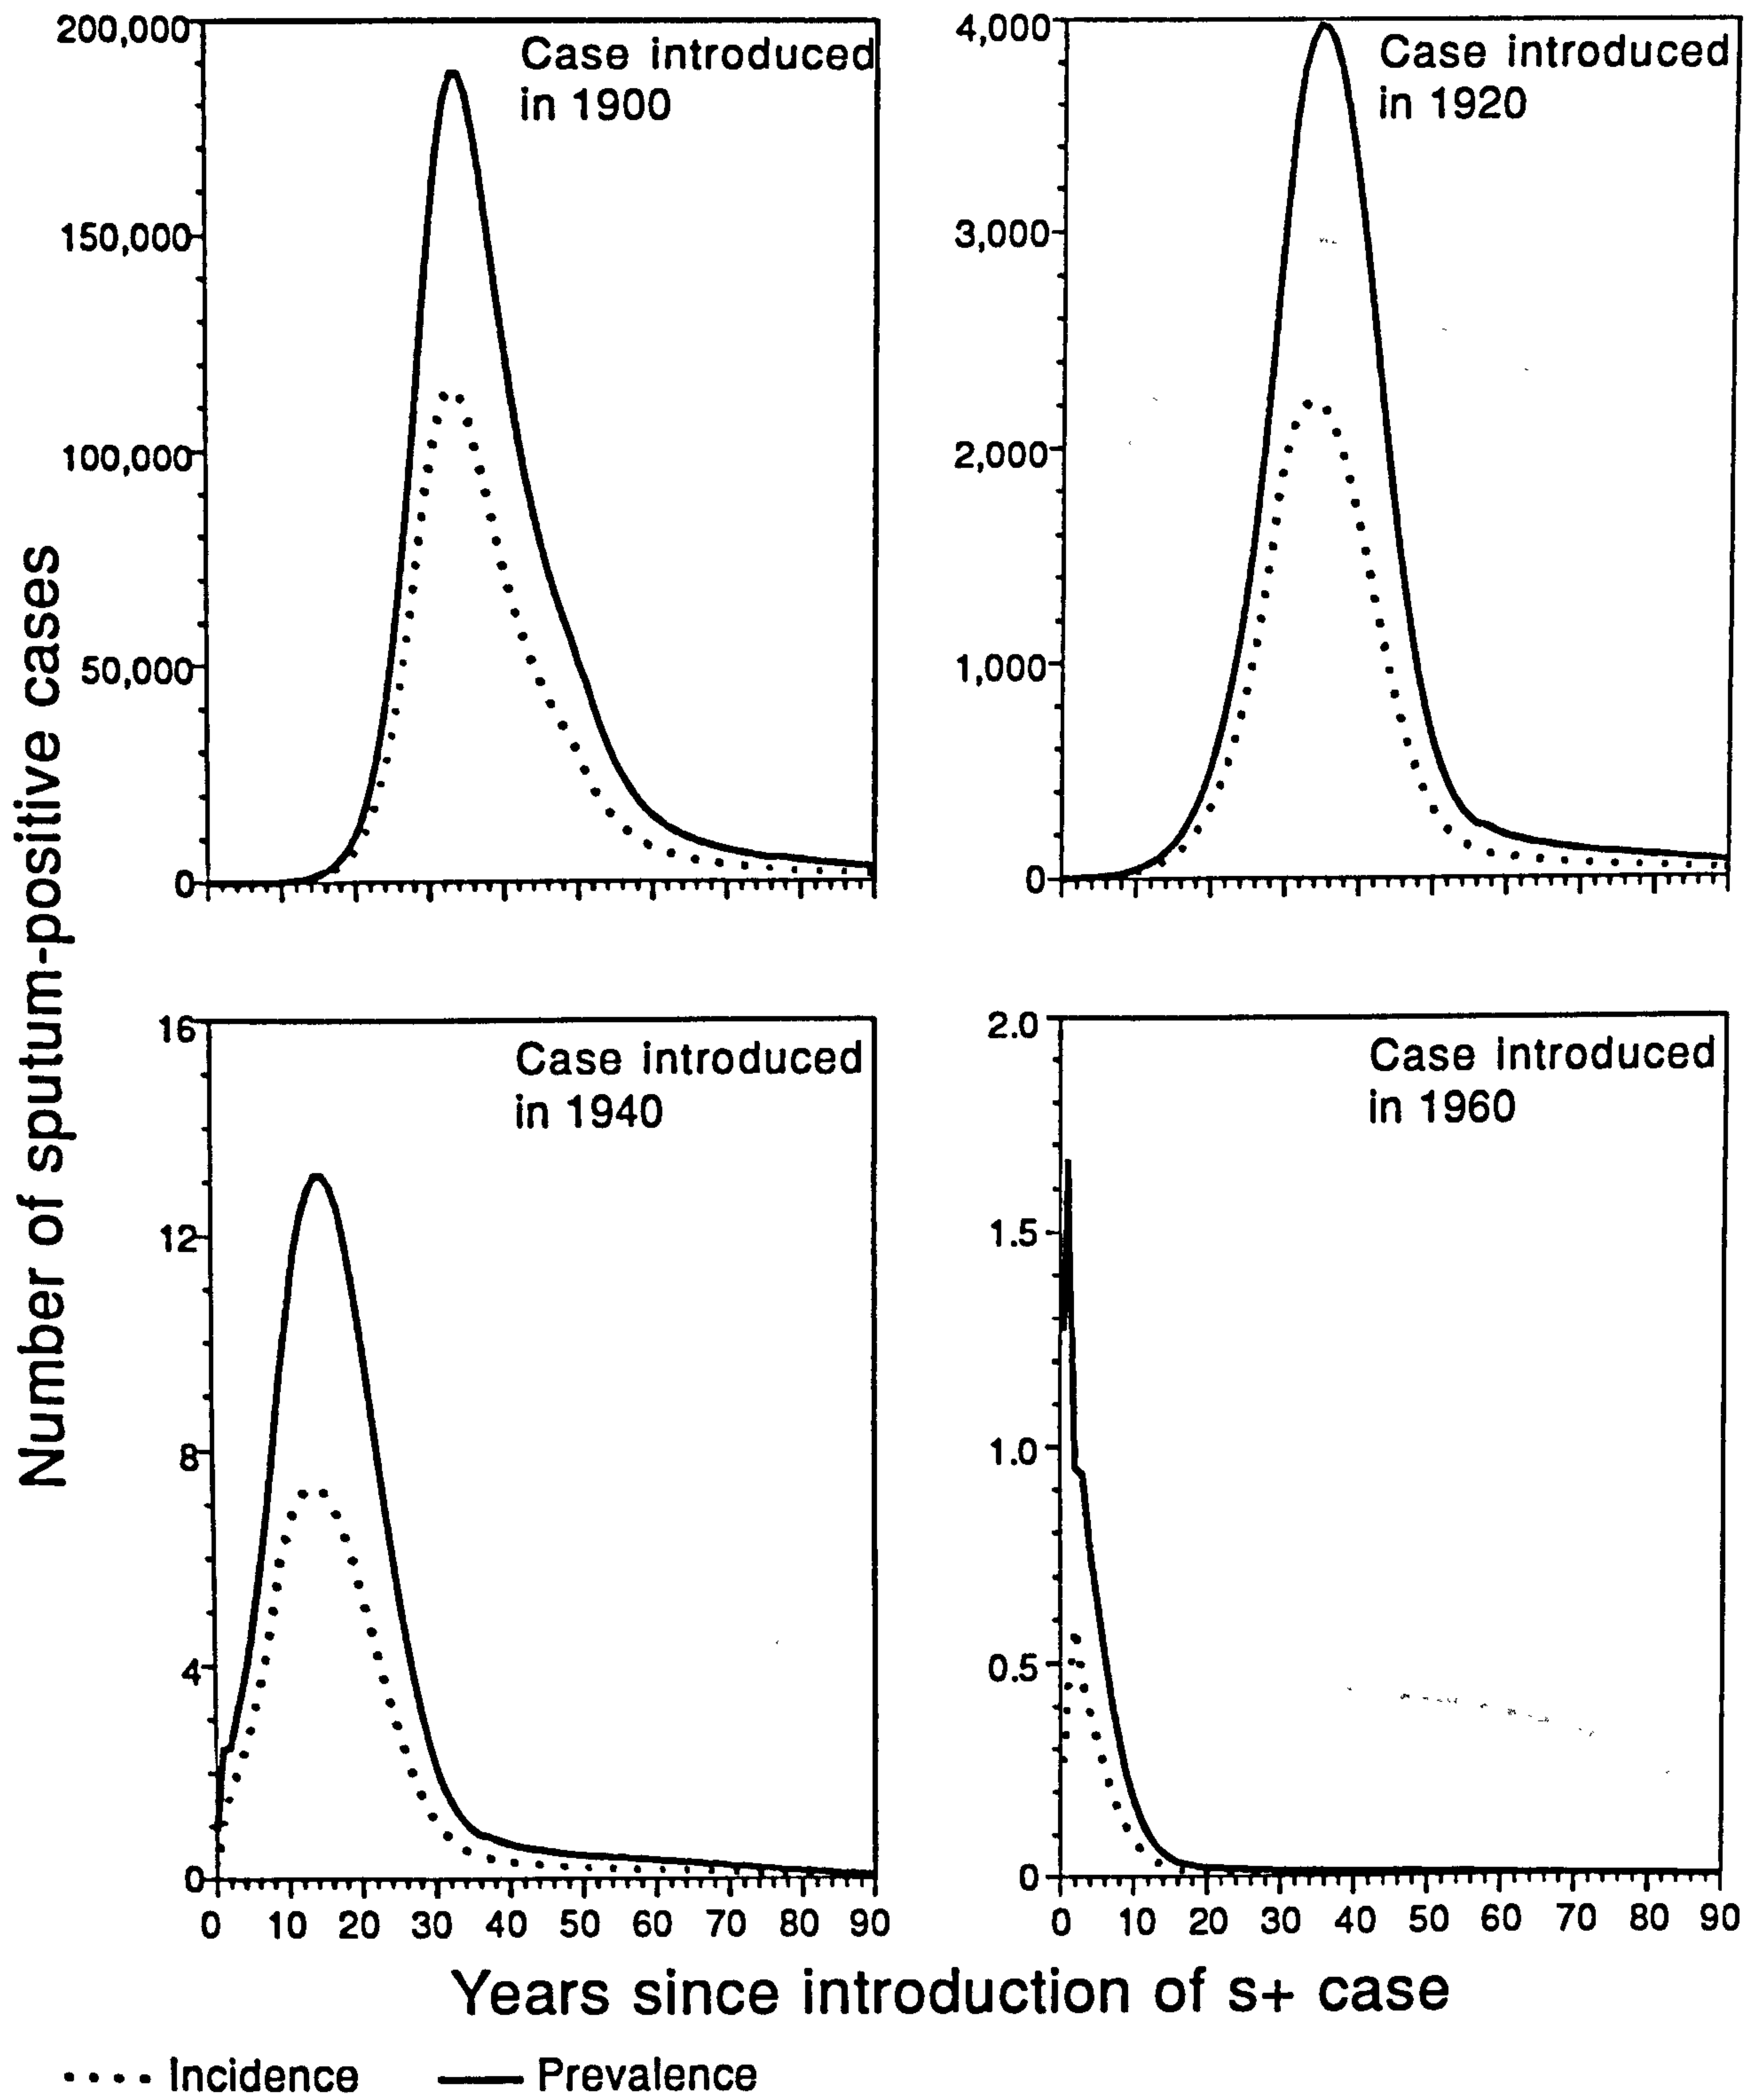 Number of sputum-positive cases
200,000
150,000
100,000
50,000
0
Case introduced
in 1900
4,000
3,000
2,000
1,000
0
Case introduced
in 1920
16
12
8
4
0
Case introduced
in 1940
0 10 20 30 40 50 60 70 80 90
2.0
1.5
1.0
0.5
0
Case introduced
in 1960
0 10 20 30 40 50 60 70 80 90
Years since introduction of s+ case
Incidence Prevalence